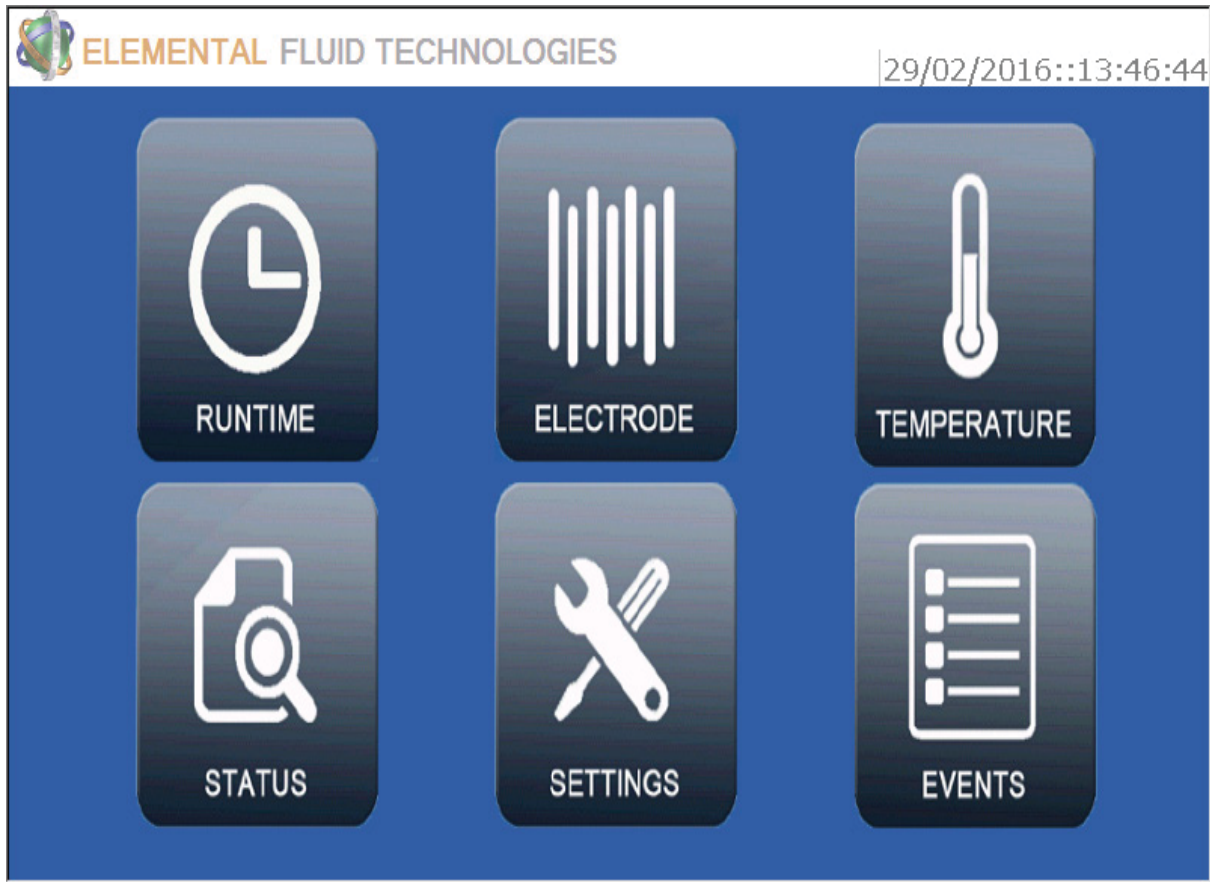 ELEMENTAL FLUID TECHNOLOGIES
29/02/2016::13:46:44
RUNTIME
ELECTRODE
TEMPERATURE
STATUS
SETTINGS
EVENTS